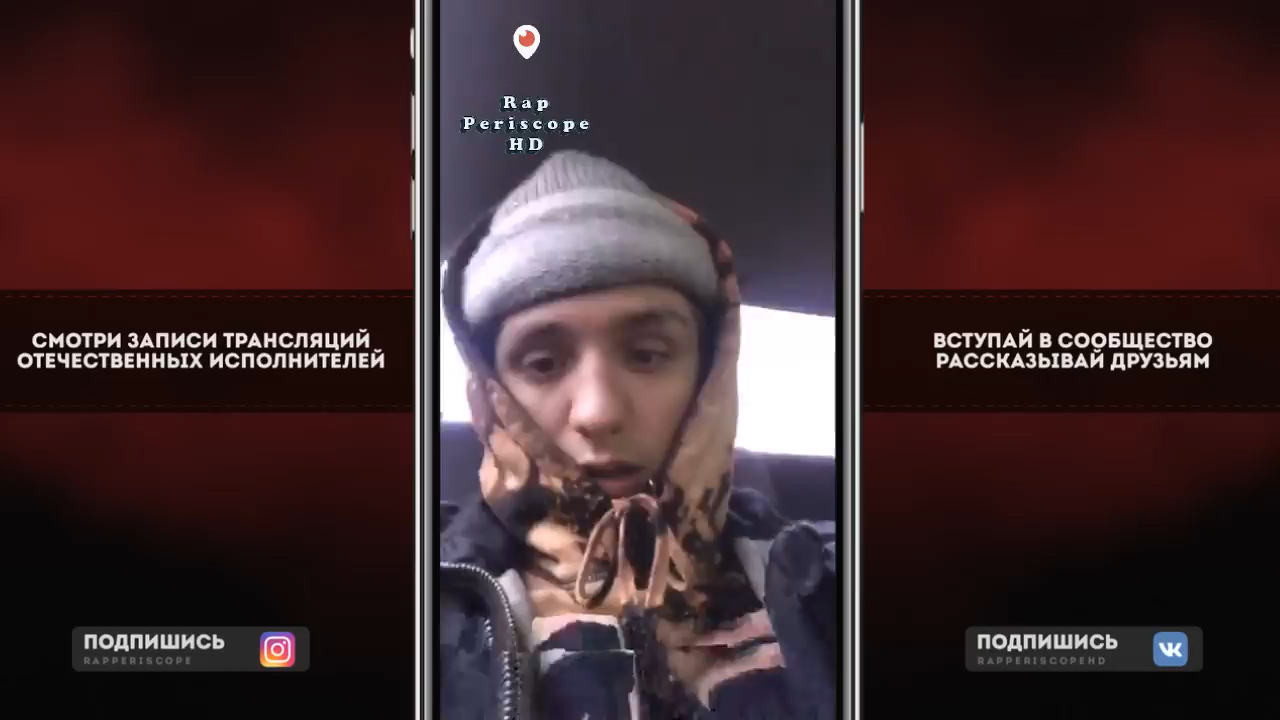 Rap
Periscope
HD
СМОТРИ ЗАПИСИ ТРАНСЛЯЦИЙ
ОТЕЧЕСТВЕННЫХ ИСПОЛНИТЕЛЕЙ
ВСТУПАЙ В СООБЩЕСТВО
РАССКАЗЫВАЙ ДРУЗЬЯМ
ПОДПИШИСЬ
RAPPERISCOPE
ПОДПИШИСЬ
RAPPERISCOPEHD